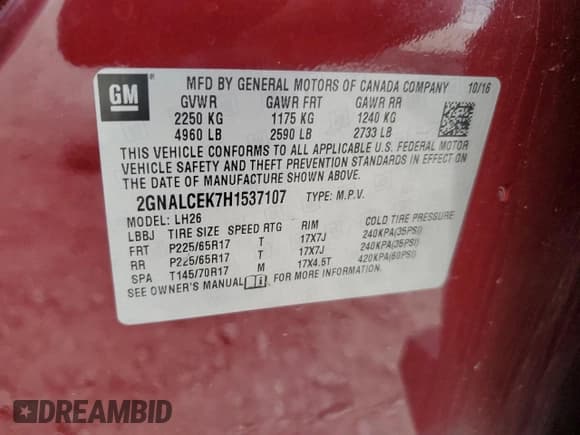 GM
MFD BY GENERAL MOTORS OF CANADA COMPANY 10/16
GVWR GAWR FRT GAWR RR
2250 KG 1175 KG 1240 KG
4960 LB 2590 LB 2733 LB
THIS VEHICLE CONFORMS TO ALL APPLICABLE U.S. FEDERAL MOTOR
VEHICLE SAFETY AND THEFT PREVENTION STANDARDS IN EFFECT ON
THE DATE OF MANUFACTURE SHOWN ABOVE.
2GNALCEK7H1537107 TYPE: M.P.V.
MODEL: LH26
LBBJ TIRE SIZE SPEED RTG RIM COLD TIRE PRESSURE
FRT P225/65R17 T 17X7J 240KPA(35PSI)
RR P225/65R17 T 17X7J 240KPA(35PSI)
SPA T145/70R17 M 17X4.5T 420KPA(60PSI)
SEE OWNER'S MANUAL FOR MORE INFORMATION.
DREAMBID